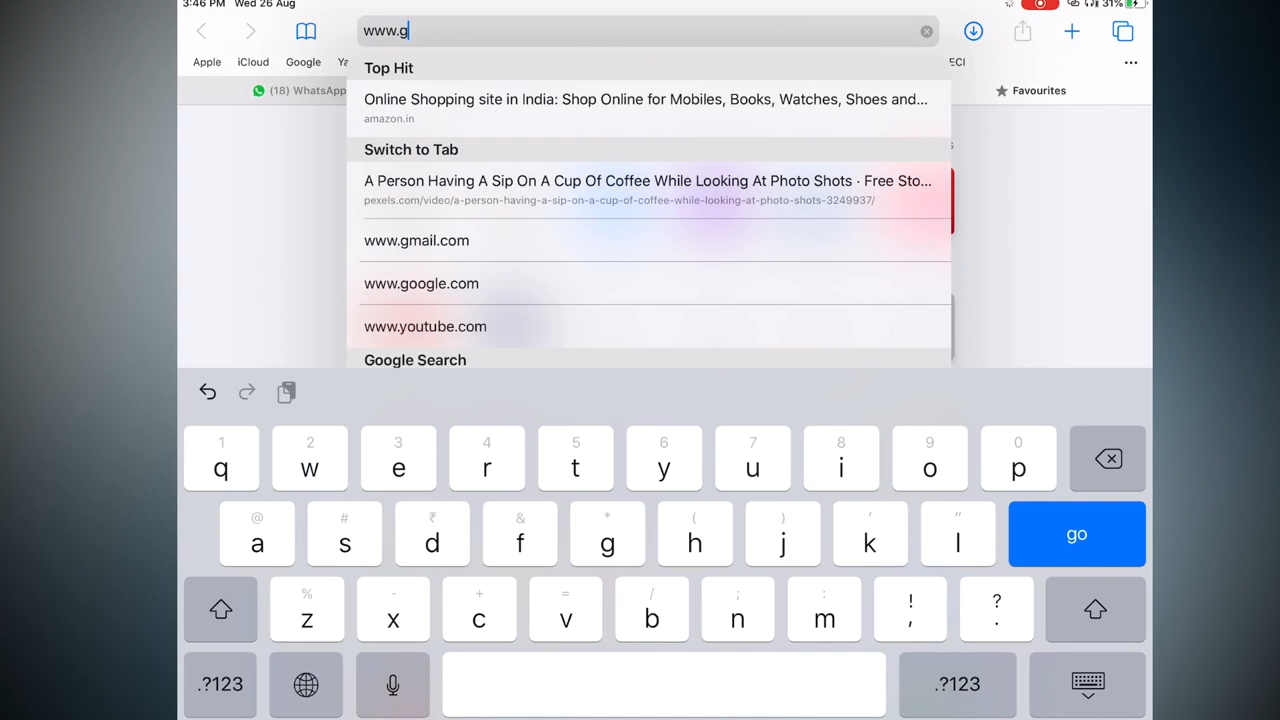 3:46 PM Wed 26 Aug 31%
www.g
Apple iCloud Google Ya ECI
(18) WhatsApp Favourites
Top Hit
Online Shopping site in India: Shop Online for Mobiles, Books, Watches, Shoes and...
amazon.in
Switch to Tab
A Person Having A Sip On A Cup Of Coffee While Looking At Photo Shots · Free Sto...
pexels.com/video/a-person-having-a-sip-on-a-cup-of-coffee-while-looking-at-photo-shots-3249937/
www.gmail.com
www.google.com
www.youtube.com
Google Search
1 2 3 4 5 6 7 8 9 0
q w e r t y u i o p
@ # ₹ & * ( ) ' "
a s d f g h j k l go
% - + = / ; : ! ?
z x c v b n m , .
.?123 .?123